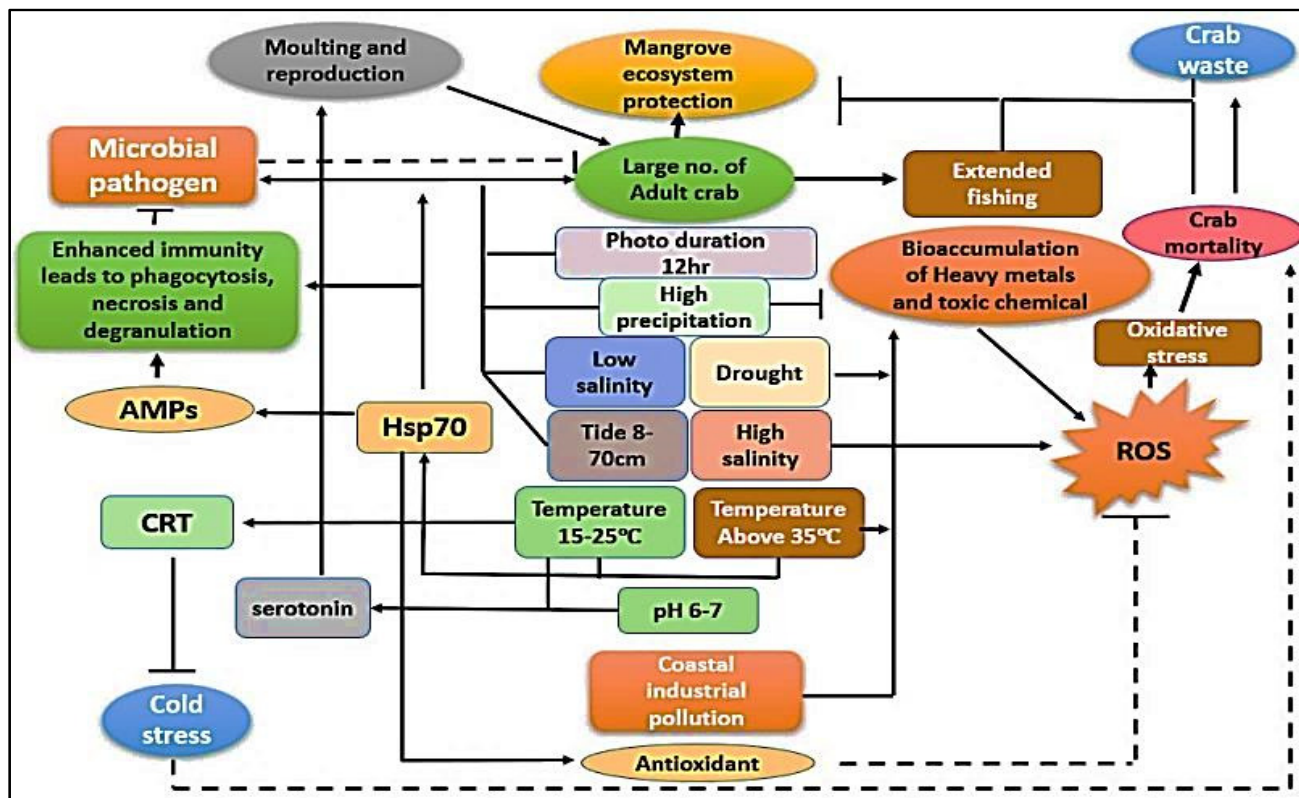 Moulting and
reproduction
Mangrove
ecosystem
protection
Crab
waste
Microbial
pathogen
Large no. of
Adult crab
Extended
fishing
Crab
mortality
Enhanced immunity
leads to phagocytosis,
necrosis and
degranulation
Photo duration
12hr
Bioaccumulation
of Heavy metals
and toxic chemical
High
precipitation
Oxidative
stress
Low
salinity
Drought
AMPs
Hsp70
Tide 8-
70cm
High
salinity
ROS
CRT
Temperature
15-25°C
Temperature
Above 35°C
serotonin
pH 6-7
Coastal
industrial
pollution
Cold
stress
Antioxidant